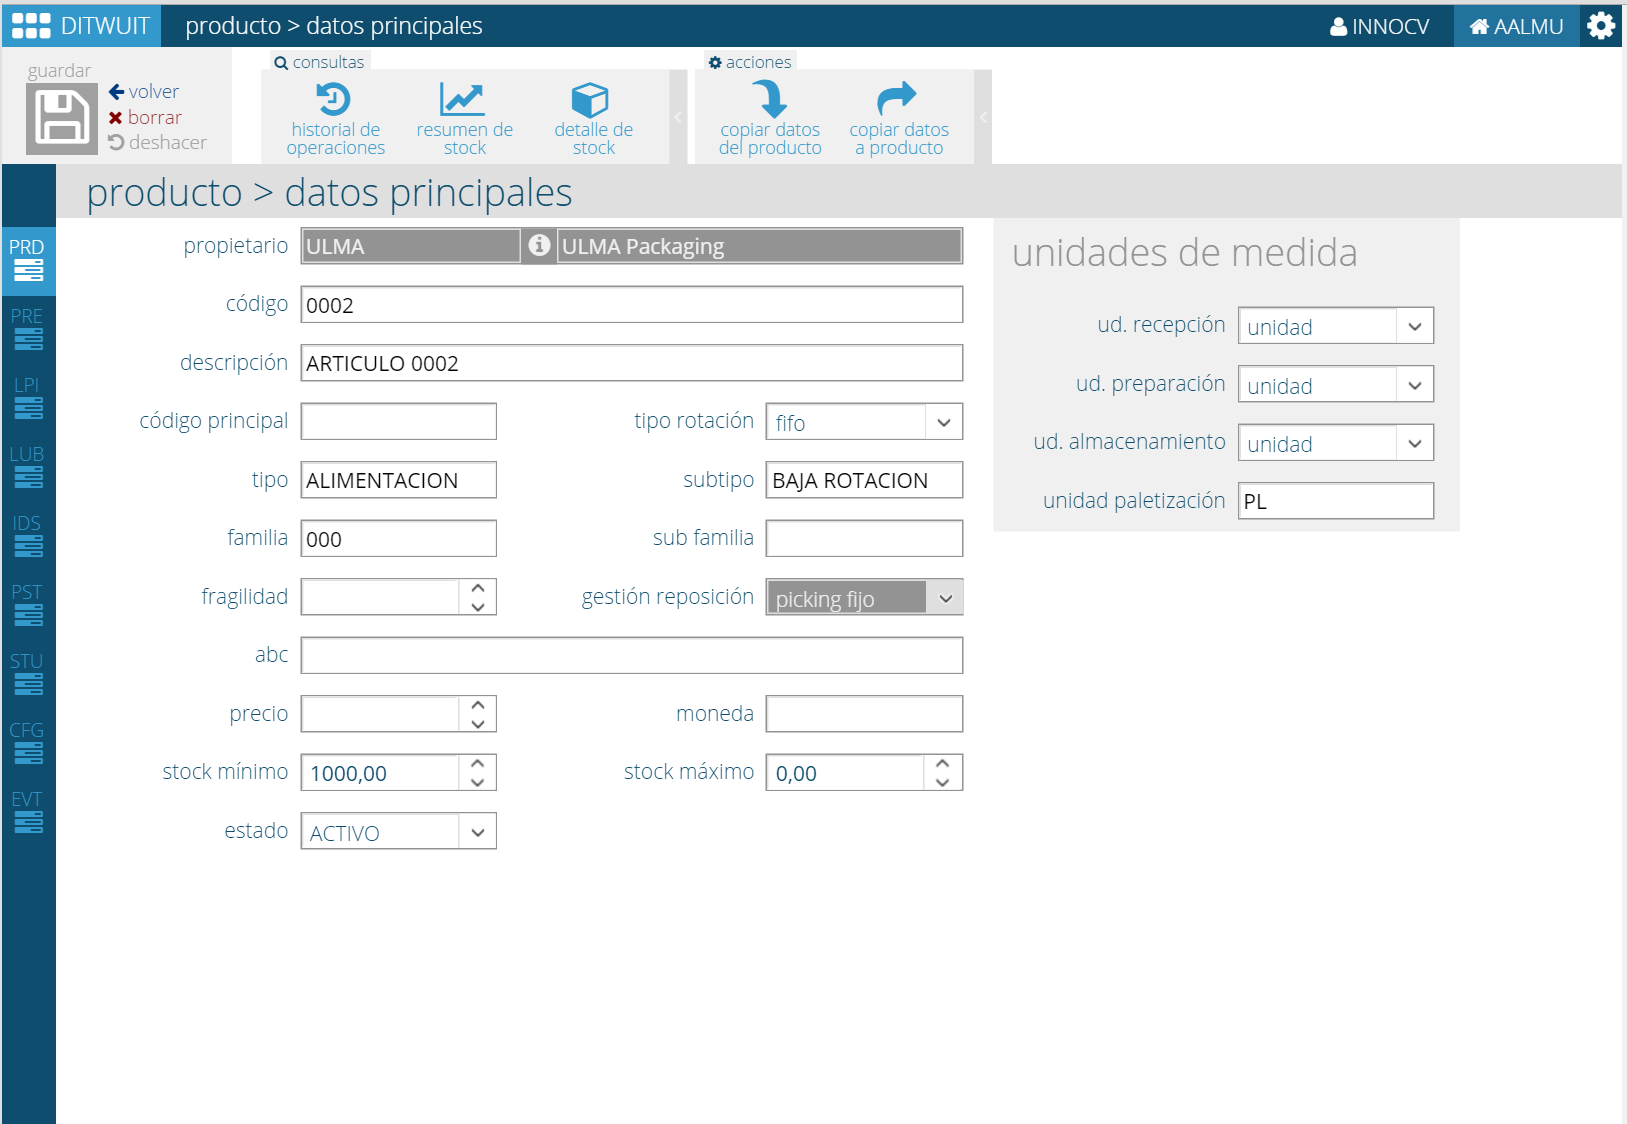 DITWUIT
producto > datos principales
INNOCV
AALMU
guardar
volver
borrar
deshacer
consultas
historial de
operaciones
resumen de
stock
detalle de
stock
acciones
copiar datos
del producto
copiar datos
a producto
producto > datos principales
PRD
PRE
LPI
LUB
IDS
PST
STU
CFG
EVT
propietario ULMA ULMA Packaging
código 0002
descripción ARTICULO 0002
código principal tipo rotación fifo
tipo ALIMENTACION subtipo BAJA ROTACION
familia 000 sub familia
fragilidad gestión reposición picking fijo
abc
precio moneda
stock mínimo 1000,00 stock máximo 0,00
estado ACTIVO
unidades de medida
ud. recepción unidad
ud. preparación unidad
ud. almacenamiento unidad
unidad paletización PL